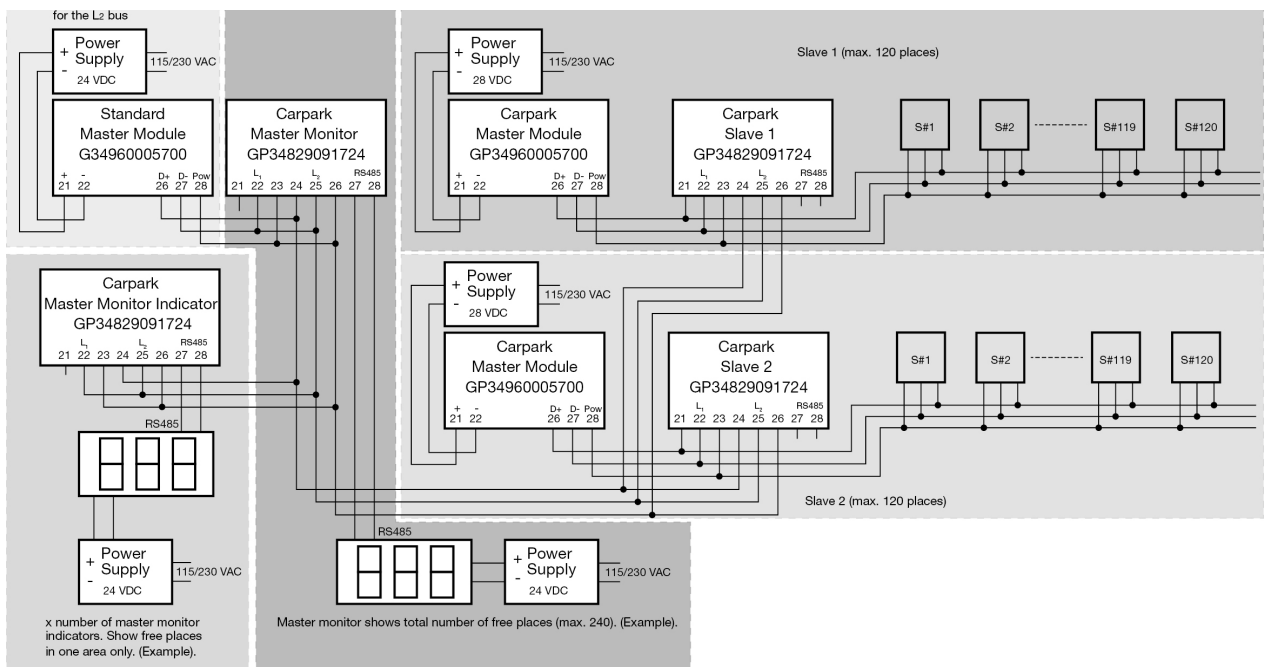 for the L2 bus
+ Power Supply
- 24 VDC
115/230 VAC
Standard
Master Module
G34960005700
+ - D+ D- Pow
21 22 26 27 28
Carpark
Master Monitor
GP34829091724
L1 L2 RS485
21 22 23 24 25 26 27 28
Slave 1 (max. 120 places)
+ Power Supply
- 28 VDC
115/230 VAC
Carpark
Master Module
GP34960005700
+ - D+ D- Pow
21 22 26 27 28
Carpark
Slave 1
GP34829091724
L1 L2 RS485
21 22 23 24 25 26 27 28
S#1 S#2 S#119 S#120
Carpark
Master Monitor Indicator
GP34829091724
L1 L2 RS485
21 22 23 24 25 26 27 28
RS485
888
+ Power Supply
- 24 VDC
115/230 VAC
x number of master monitor
indicators. Show free places
in one area only. (Example).
+ Power Supply
- 28 VDC
115/230 VAC
Carpark
Master Module
GP34960005700
+ - D+ D- Pow
21 22 26 27 28
Carpark
Slave 2
GP34829091724
L1 L2 RS485
21 22 23 24 25 26 27 28
S#1 S#2 S#119 S#120
Slave 2 (max. 120 places)
RS485
888
+ Power Supply
- 24 VDC
115/230 VAC
Master monitor shows total number of free places (max. 240). (Example).